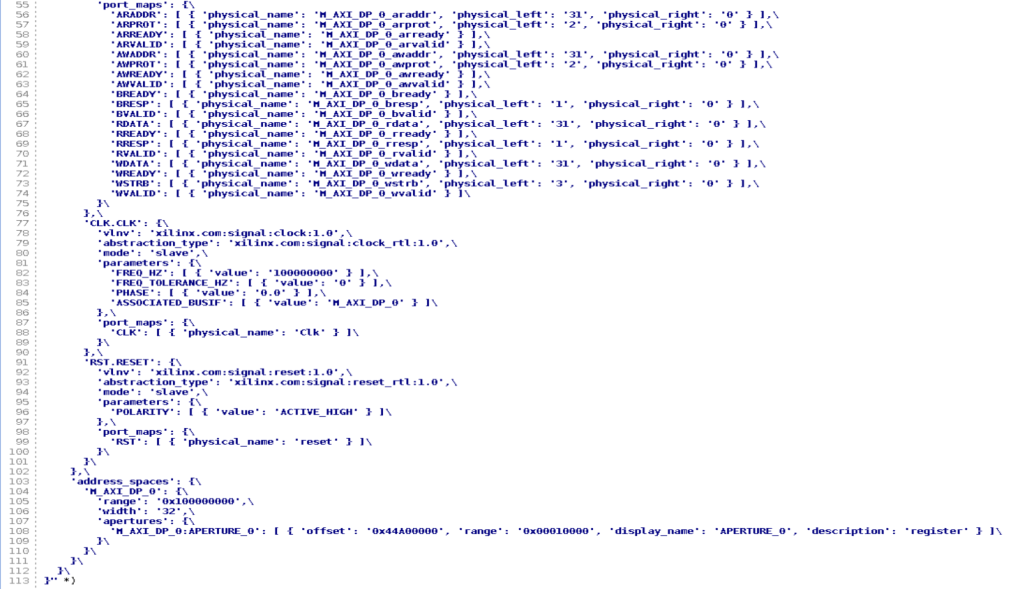 55 'port_maps': {\
56 'ARADDR': [ { 'physical_name': 'M_AXI_DP_0_araddr', 'physical_left': '31', 'physical_right': '0' } ],\
57 'ARPROT': [ { 'physical_name': 'M_AXI_DP_0_arprot', 'physical_left': '2', 'physical_right': '0' } ],\
58 'ARREADY': [ { 'physical_name': 'M_AXI_DP_0_arready' } ],\
59 'ARVALID': [ { 'physical_name': 'M_AXI_DP_0_arvalid' } ],\
60 'AWADDR': [ { 'physical_name': 'M_AXI_DP_0_awaddr', 'physical_left': '31', 'physical_right': '0' } ],\
61 'AWPROT': [ { 'physical_name': 'M_AXI_DP_0_awprot', 'physical_left': '2', 'physical_right': '0' } ],\
62 'AWREADY': [ { 'physical_name': 'M_AXI_DP_0_awready' } ],\
63 'AWVALID': [ { 'physical_name': 'M_AXI_DP_0_awvalid' } ],\
64 'BREADY': [ { 'physical_name': 'M_AXI_DP_0_bready' } ],\
65 'BRESP': [ { 'physical_name': 'M_AXI_DP_0_bresp', 'physical_left': '1', 'physical_right': '0' } ],\
66 'BVALID': [ { 'physical_name': 'M_AXI_DP_0_bvalid' } ],\
67 'RDATA': [ { 'physical_name': 'M_AXI_DP_0_rdata', 'physical_left': '31', 'physical_right': '0' } ],\
68 'RREADY': [ { 'physical_name': 'M_AXI_DP_0_rready' } ],\
69 'RRESP': [ { 'physical_name': 'M_AXI_DP_0_rresp', 'physical_left': '1', 'physical_right': '0' } ],\
70 'RVALID': [ { 'physical_name': 'M_AXI_DP_0_rvalid' } ],\
71 'WDATA': [ { 'physical_name': 'M_AXI_DP_0_wdata', 'physical_left': '31', 'physical_right': '0' } ],\
72 'WREADY': [ { 'physical_name': 'M_AXI_DP_0_wready' } ],\
73 'WSTRB': [ { 'physical_name': 'M_AXI_DP_0_wstrb', 'physical_left': '3', 'physical_right': '0' } ],\
74 'WVALID': [ { 'physical_name': 'M_AXI_DP_0_wvalid' } ]\
75 }\
76 },\
77 'CLK.CLK': {\
78 'vlnv': 'xilinx.com:signal:clock:1.0',\
79 'abstraction_type': 'xilinx.com:signal:clock_rtl:1.0',\
80 'mode': 'slave',\
81 'parameters': {\
82 'FREQ_HZ': [ { 'value': '100000000' } ],\
83 'FREQ_TOLERANCE_HZ': [ { 'value': '0' } ],\
84 'PHASE': [ { 'value': '0.0' } ],\
85 'ASSOCIATED_BUSIF': [ { 'value': 'M_AXI_DP_0' } ]\
86 },\
87 'port_maps': {\
88 'CLK': [ { 'physical_name': 'Clk' } ]\
89 }\
90 },\
91 'RST.RESET': {\
92 'vlnv': 'xilinx.com:signal:reset:1.0',\
93 'abstraction_type': 'xilinx.com:signal:reset_rtl:1.0',\
94 'mode': 'slave',\
95 'parameters': {\
96 'POLARITY': [ { 'value': 'ACTIVE_HIGH' } ]\
97 },\
98 'port_maps': {\
99 'RST': [ { 'physical_name': 'reset' } ]\
100 }\
101 }\
102 },\
103 'address_spaces': {\
104 'M_AXI_DP_0': {\
105 'range': '0x100000000',\
106 'width': '32',\
107 'apertures': {\
108 'M_AXI_DP_0:APERTURE_0': [ { 'offset': '0x44A00000', 'range': '0x00010000', 'display_name': 'APERTURE_0', 'description': 'register' } ]\
109 }\
110 }\
111 }\
112 }\
113 }" *)